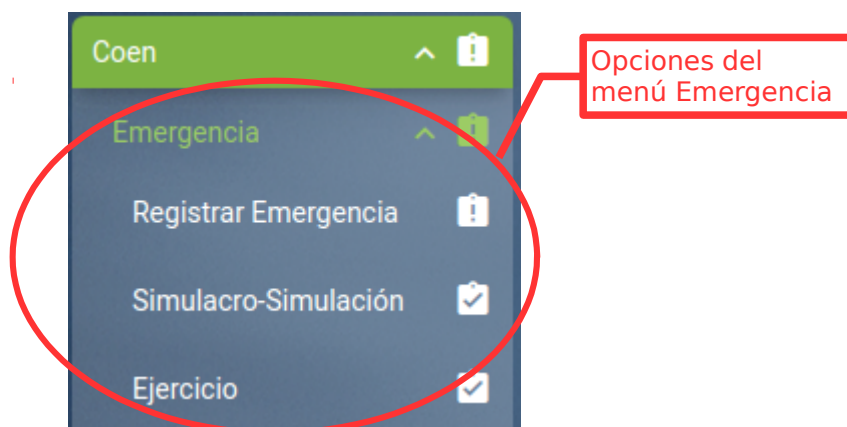 Coen
Opciones del
menú Emergencia
Emergencia
Registrar Emergencia
Simulacro-Simulación
Ejercicio